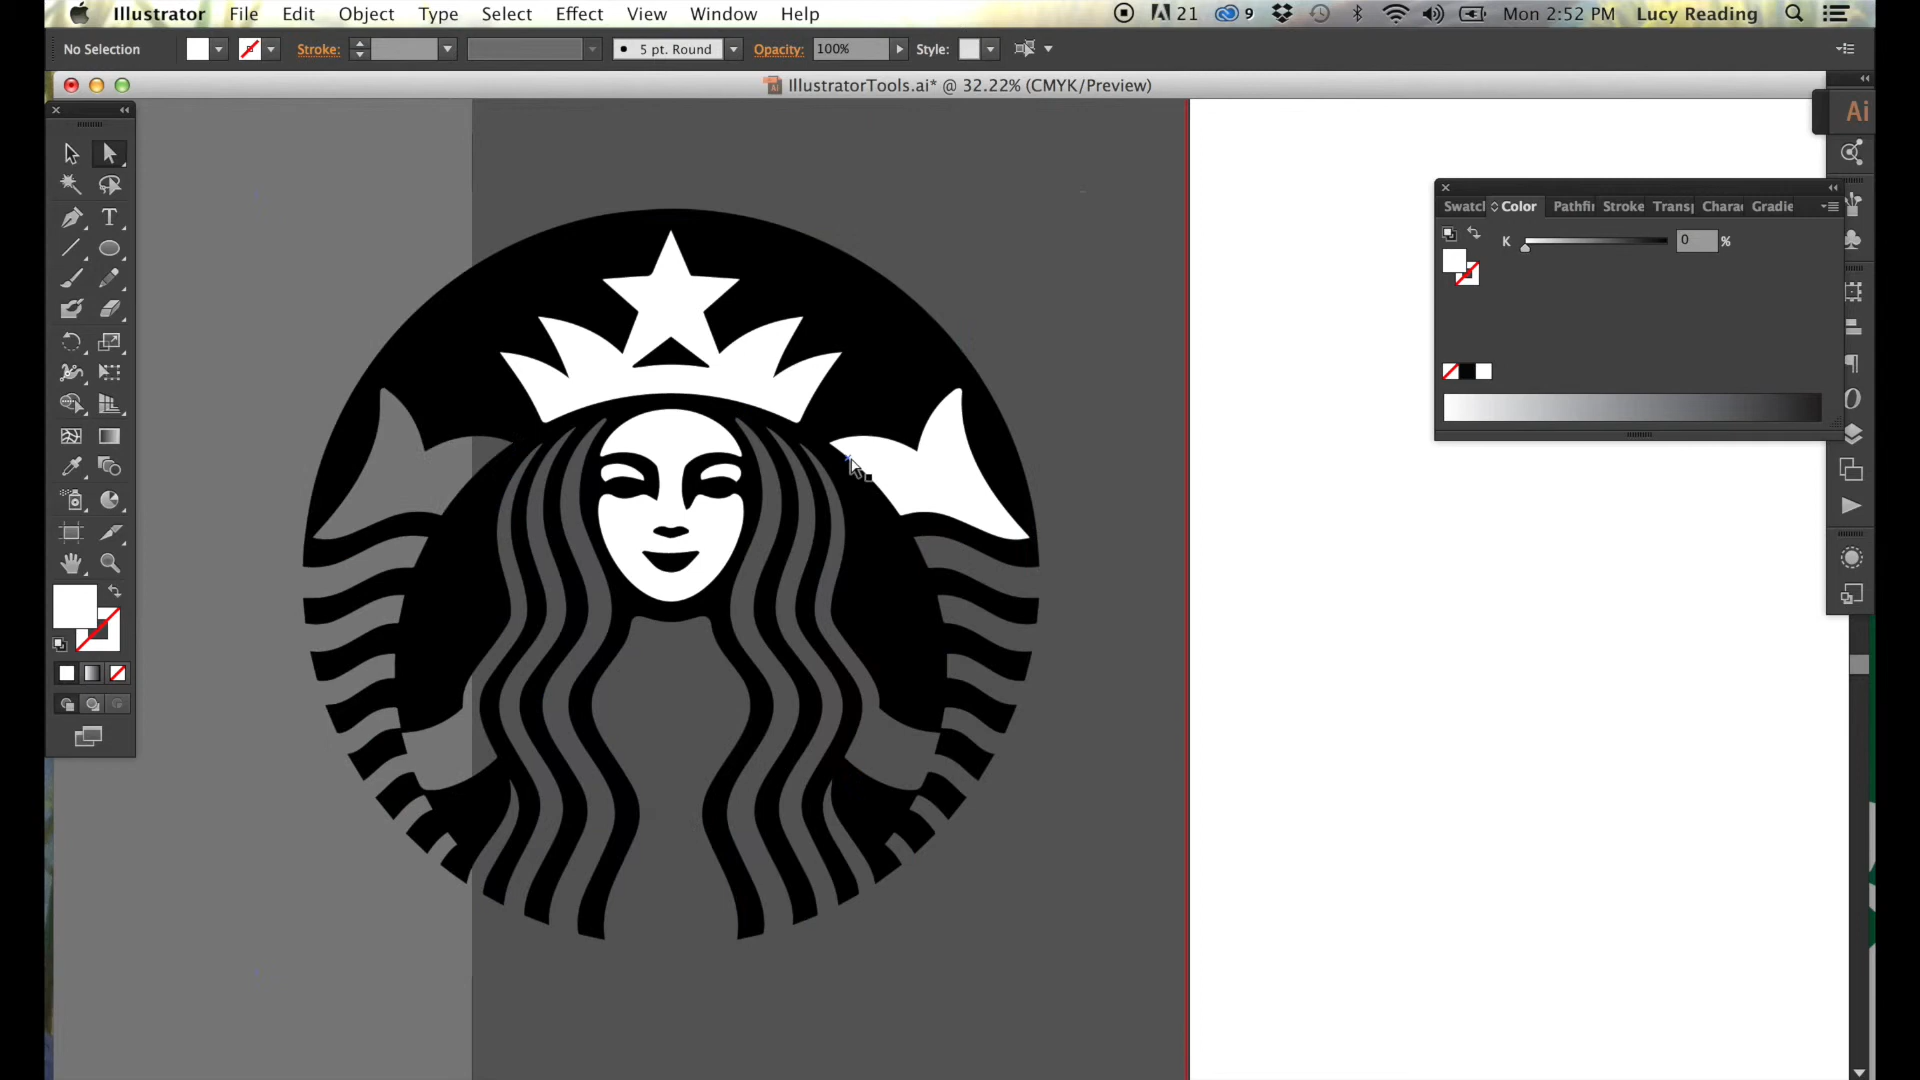 Illustrator File Edit Object Type Select Effect View Window Help 21 9 Mon 2:52 PM Lucy Reading
No Selection Stroke: 5 pt. Round Opacity: 100% Style:
IllustratorTools.ai* @ 32.22% (CMYK/Preview)
Ai
Swatcl Color Pathfi Stroke Trans Chara Gradie
K 0 %
T